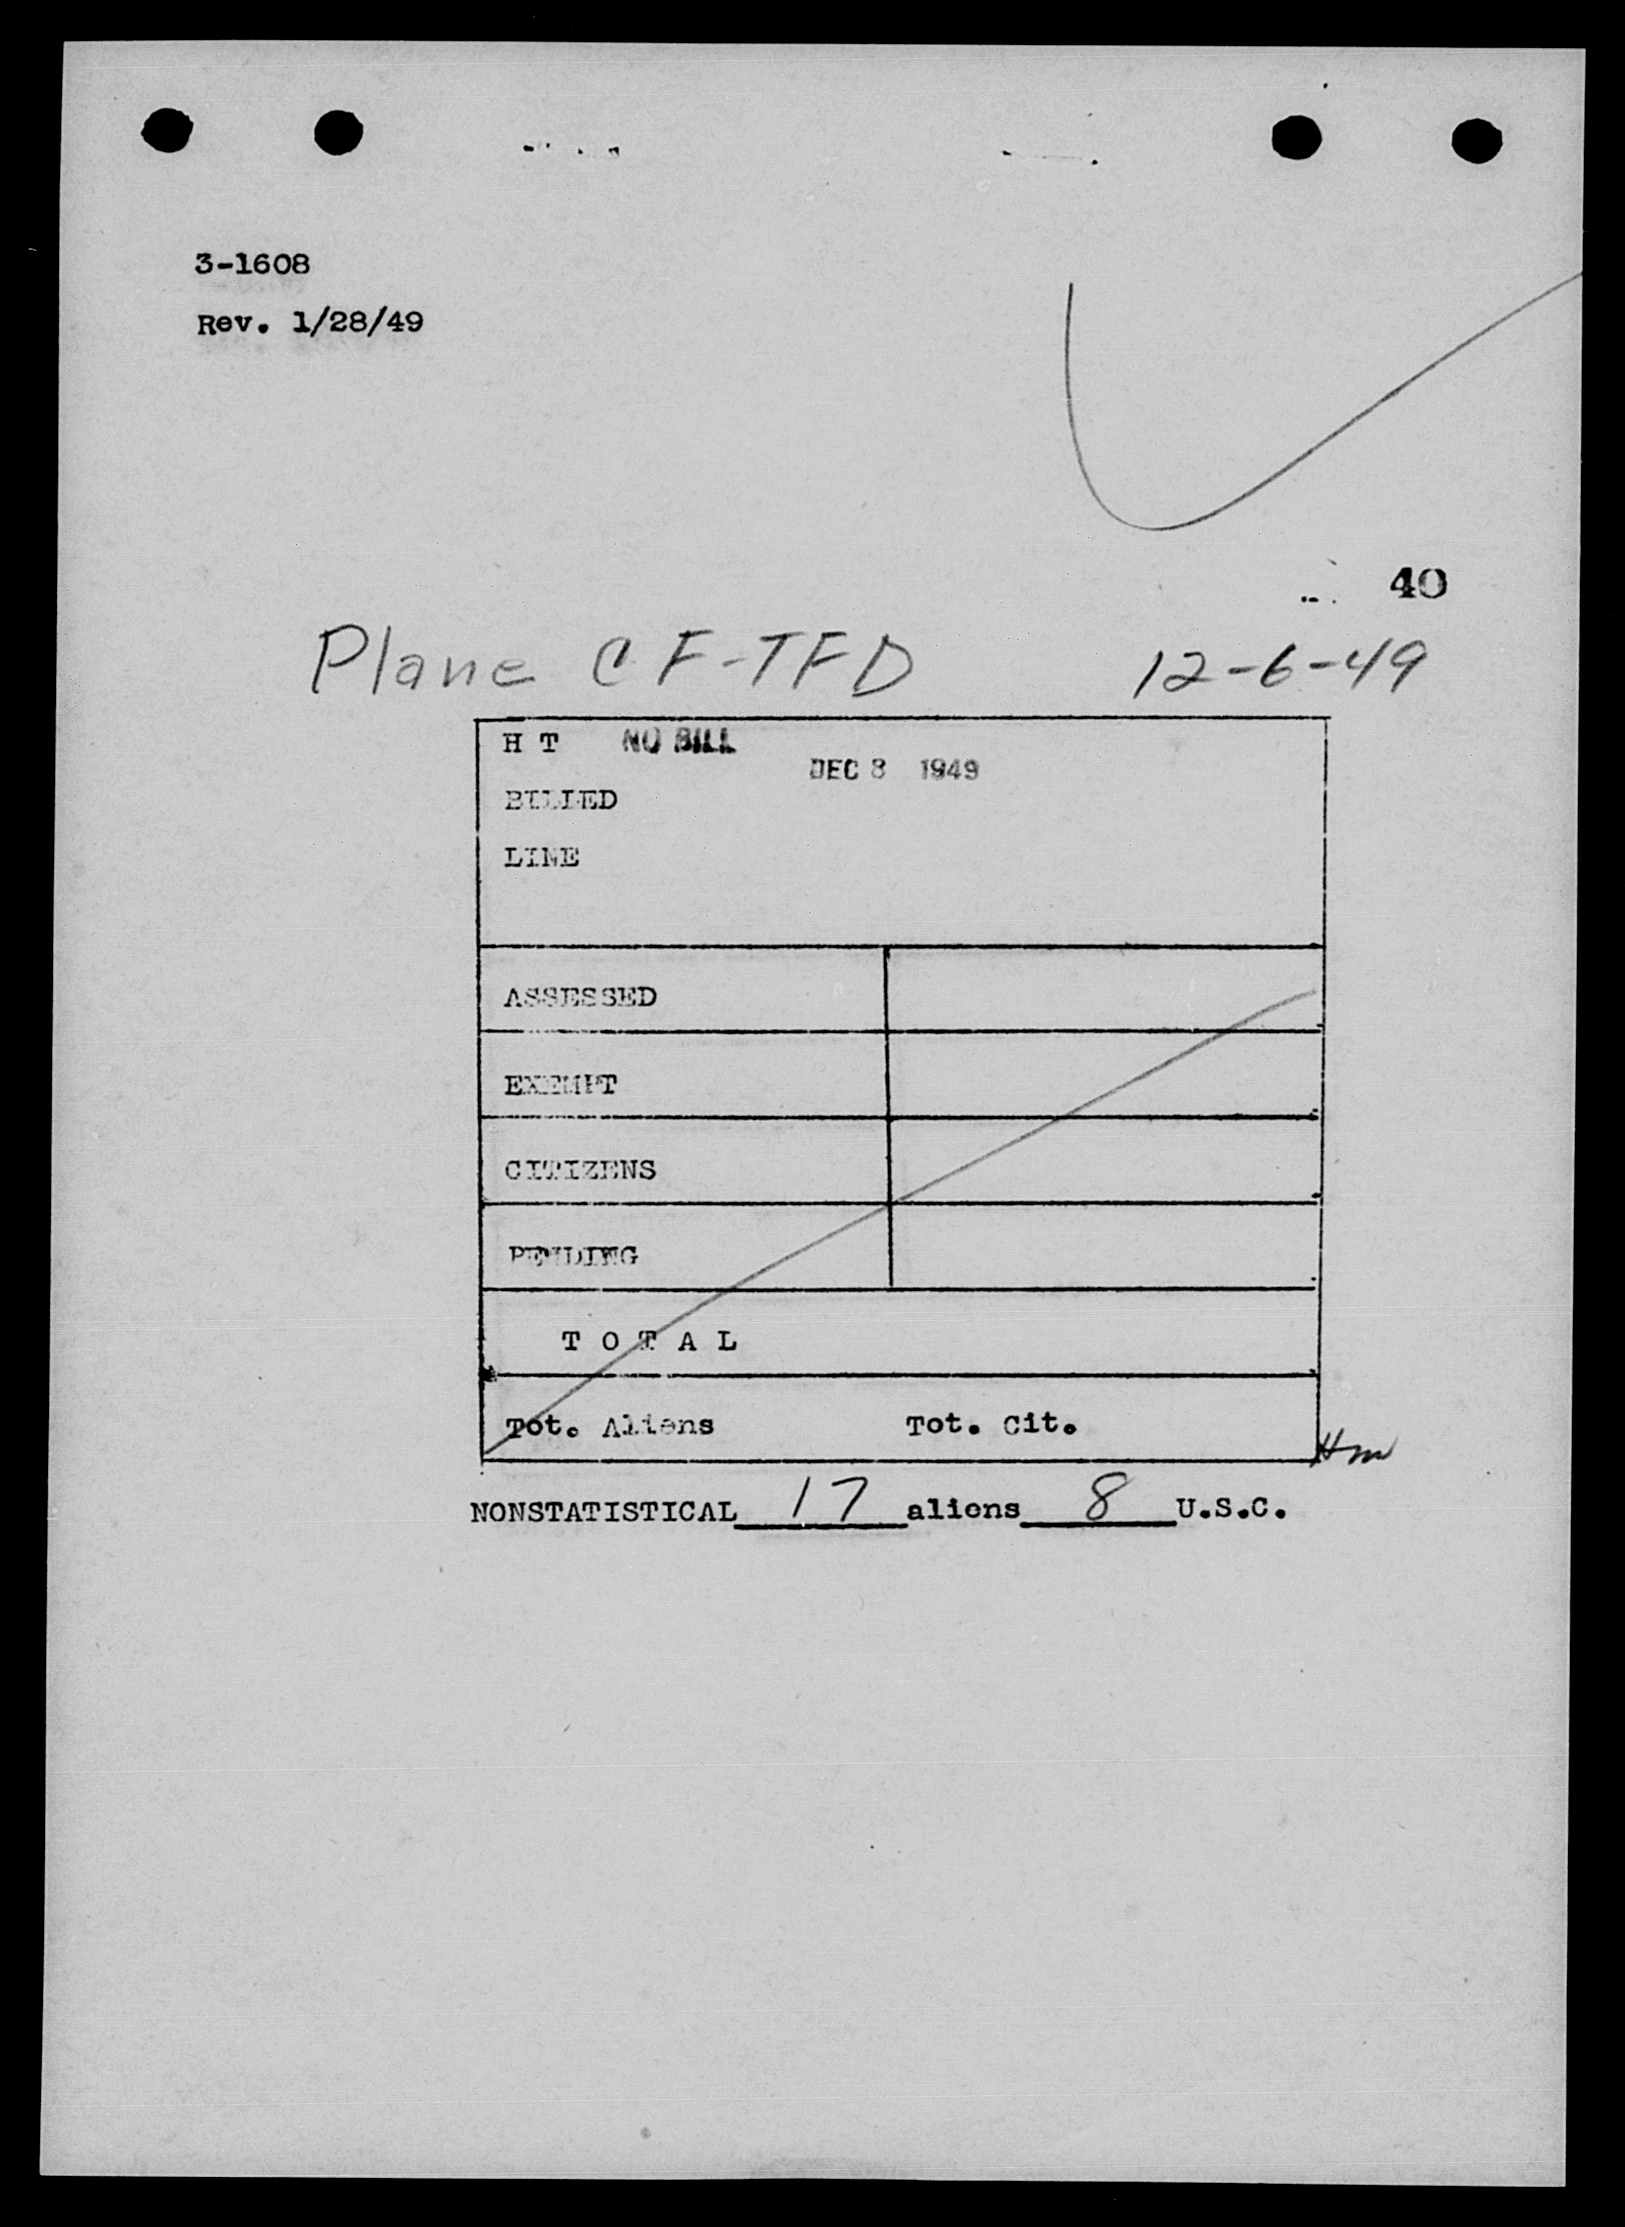 3-1608
Rev. 1/28/49
40
Plane CF-TFD 12-6-49
H T NO BILL
DEC 8 1949
BILLED
LINE
ASSESSED
EXEMPT
CITIZENS
PENDING
T O T A L
Tot. Aliens Tot. Cit.
Hm
NONSTATISTICAL 17 aliens 8 U.S.C.